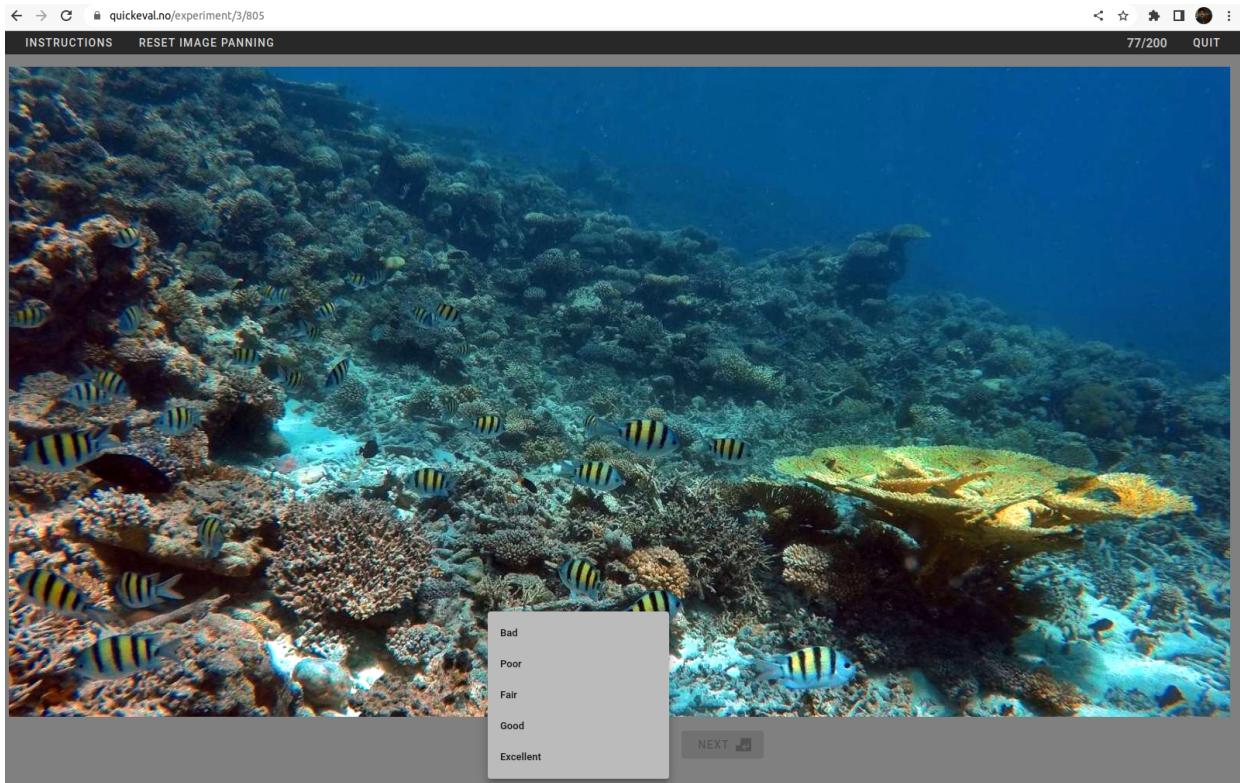 quickeval.no/experiment/3/805
INSTRUCTIONS RESET IMAGE PANNING 77/200 QUIT
Bad
Poor
Fair
Good
Excellent
NEXT